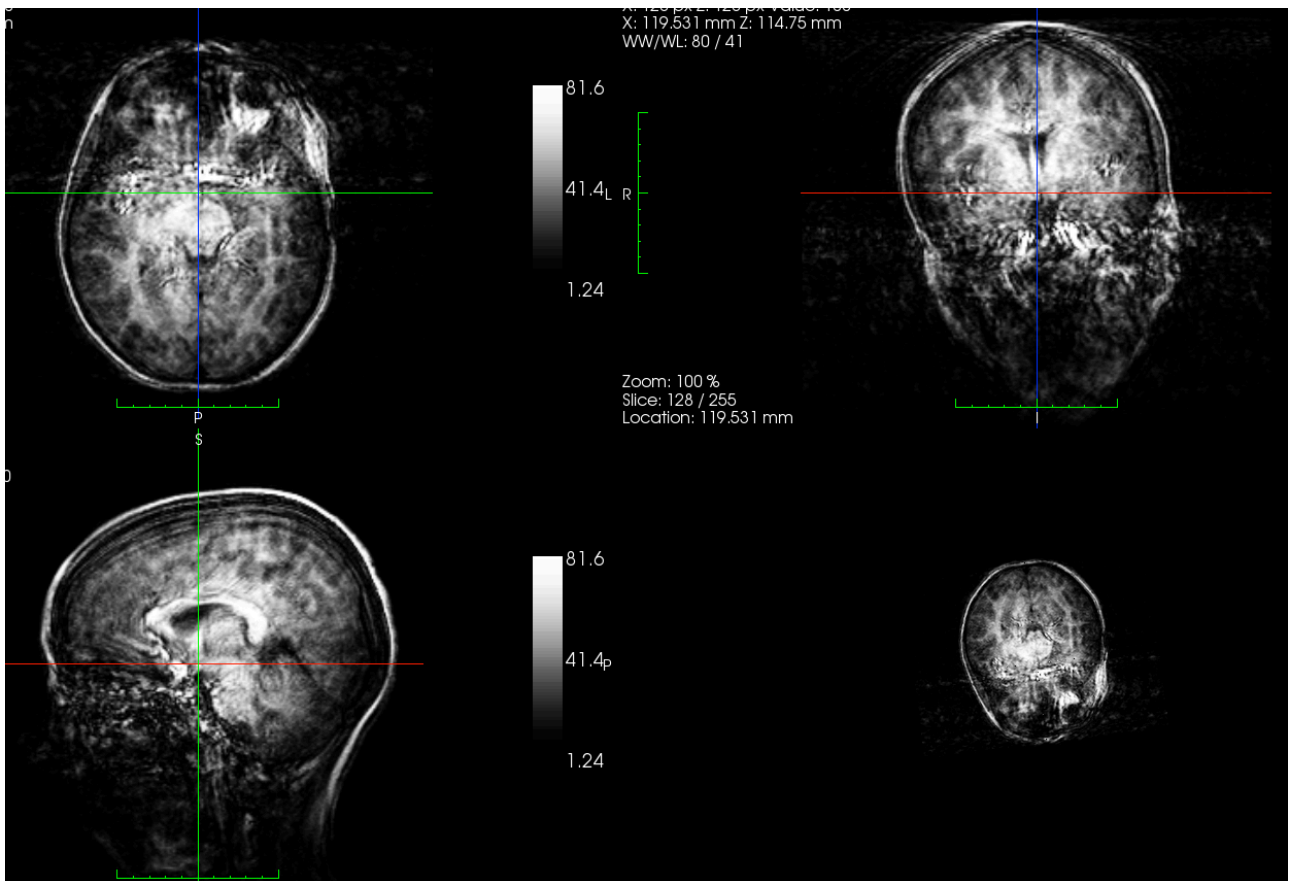 n
X: 119.531 mm Z: 114.75 mm
WW/WL: 80 / 41
81.6
41.4
L
R
1.24
Zoom: 100 %
Slice: 128 / 255
Location: 119.531 mm
P
I
S
0
81.6
41.4
P
1.24